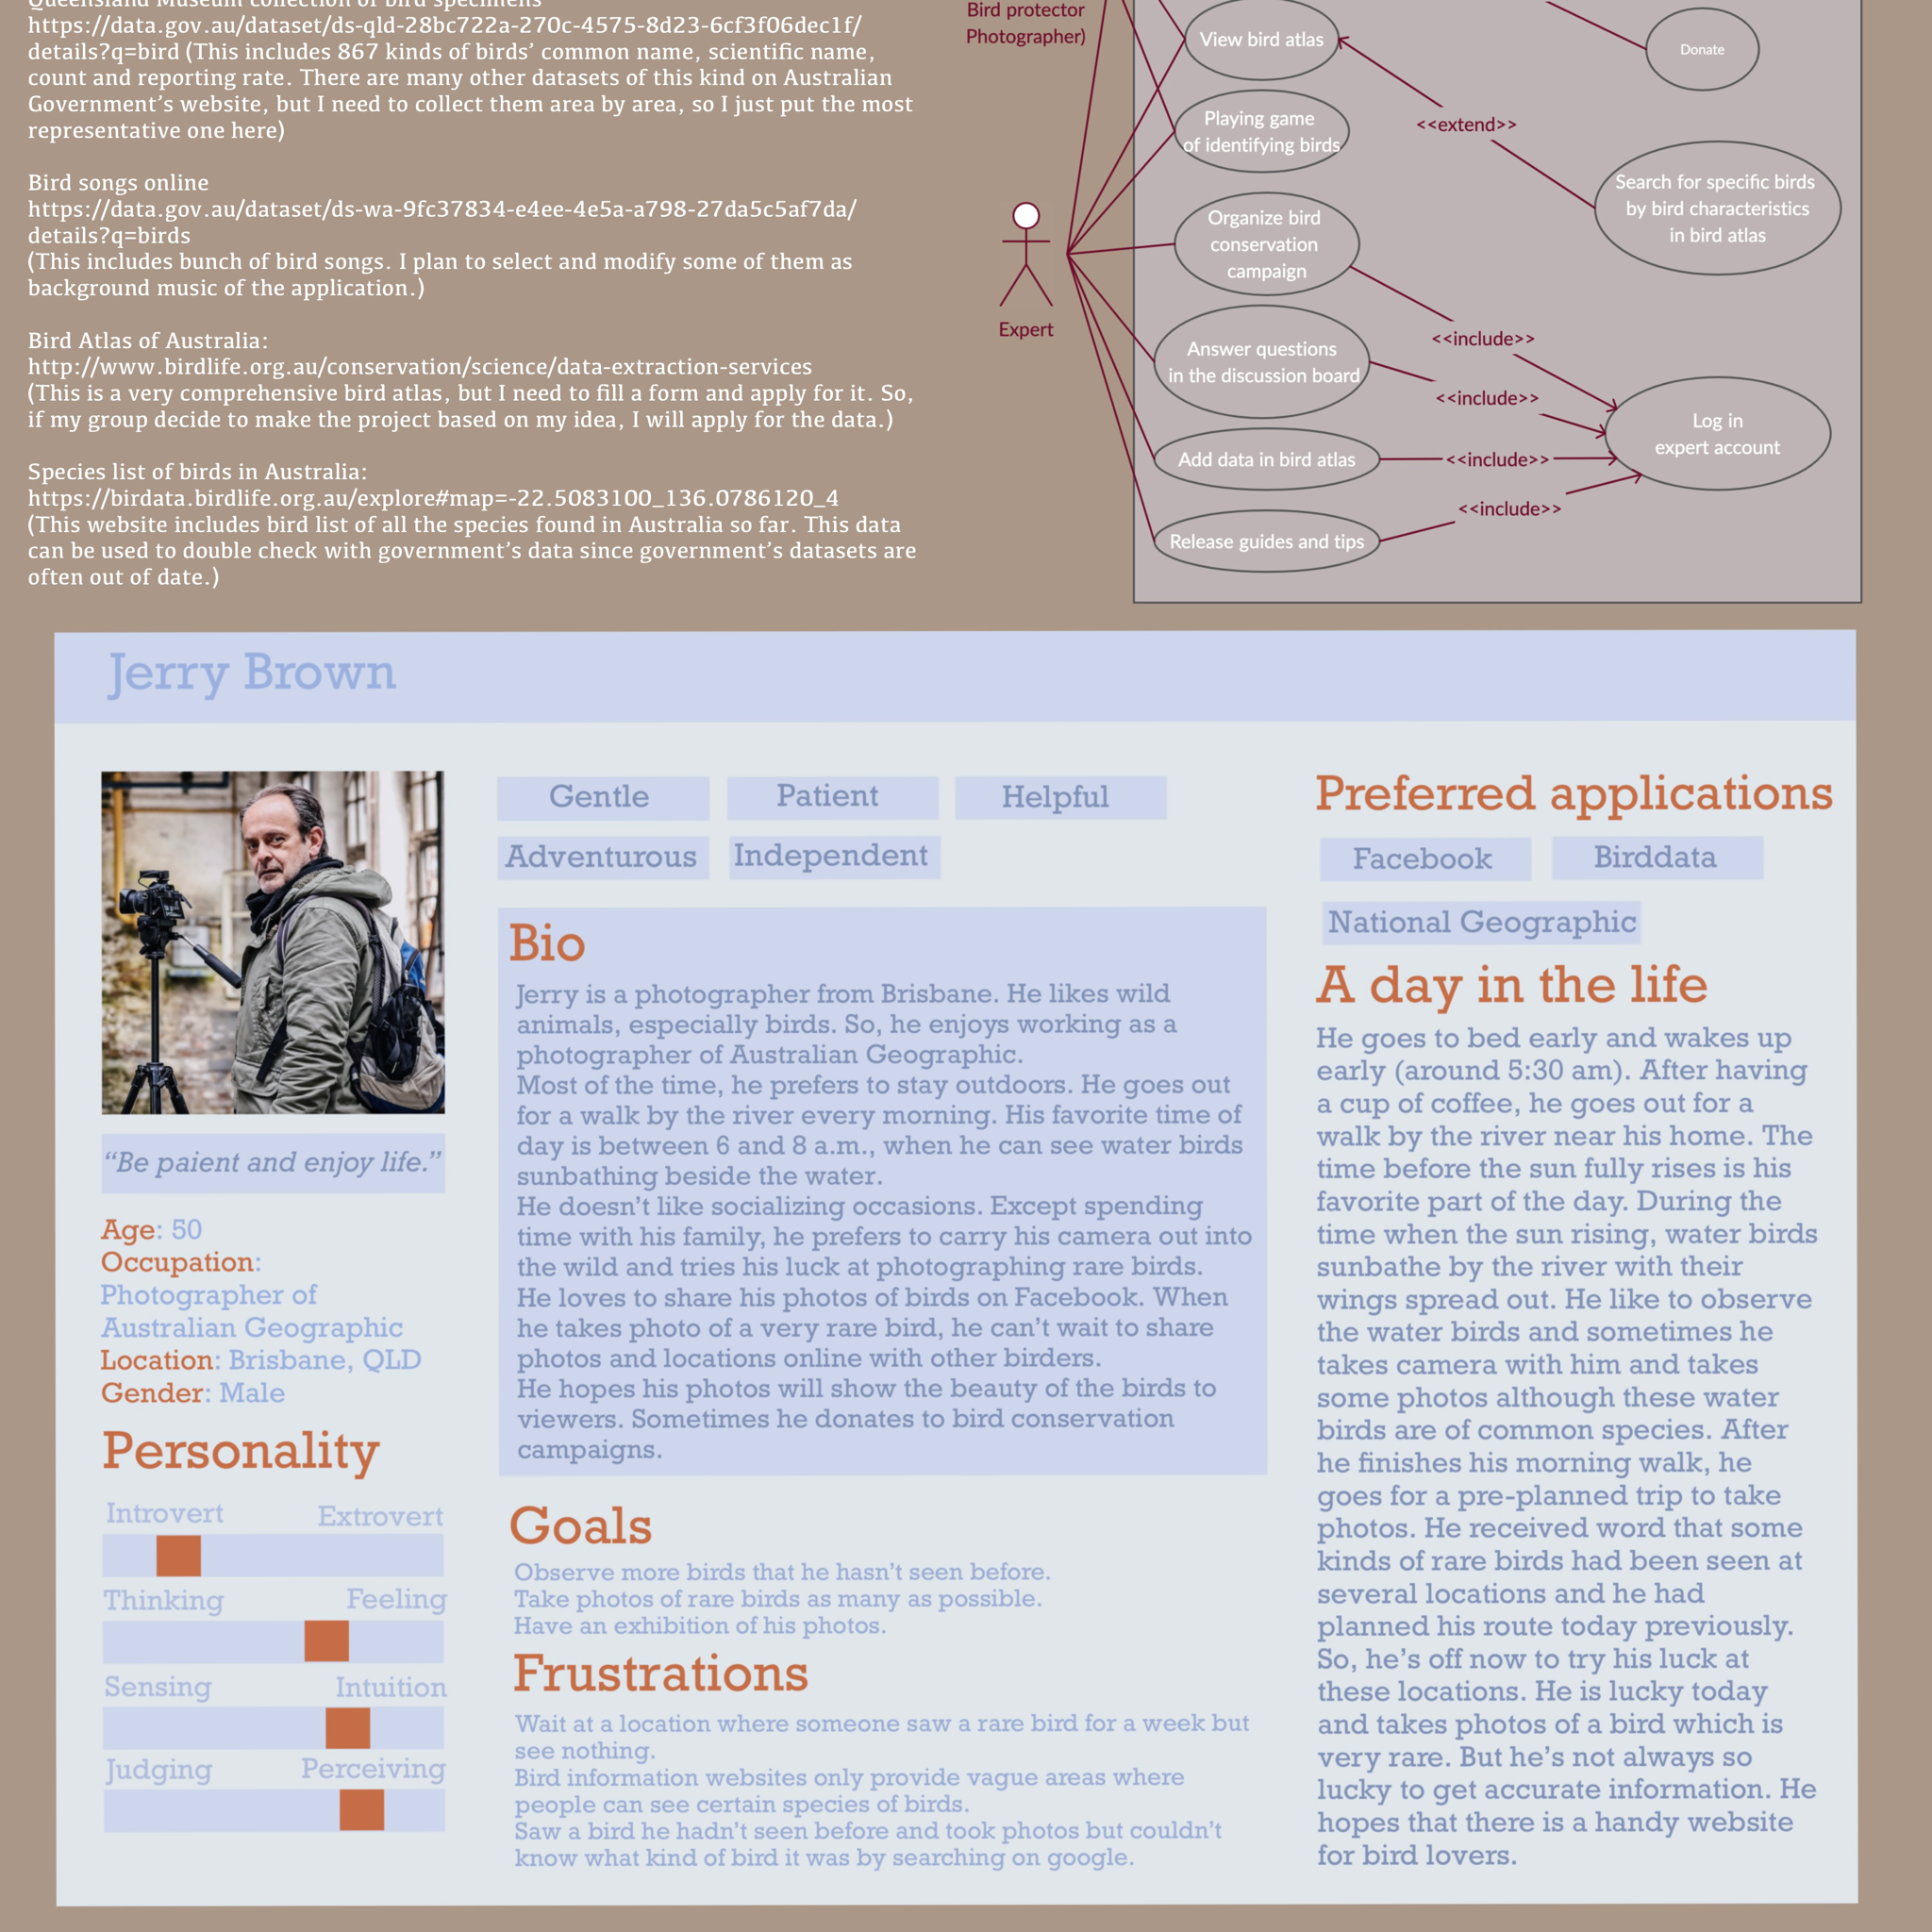 Queensland Museum collection of bird specimens
https://data.gov.au/dataset/ds-qld-28bc722a-270c-4575-8d23-6cf3f06dec1f/
details?q=bird (This includes 867 kinds of birds’ common name, scientific name,
count and reporting rate. There are many other datasets of this kind on Australian
Government’s website, but I need to collect them area by area, so I just put the most
representative one here)
Bird songs online
https://data.gov.au/dataset/ds-wa-9fc37834-e4ee-4e5a-a798-27da5c5af7da/
details?q=birds
(This includes bunch of bird songs. I plan to select and modify some of them as
background music of the application.)
Bird Atlas of Australia:
http://www.birdlife.org.au/conservation/science/data-extraction-services
(This is a very comprehensive bird atlas, but I need to fill a form and apply for it. So,
if my group decide to make the project based on my idea, I will apply for the data.)
Species list of birds in Australia:
https://birdata.birdlife.org.au/explore#map=-22.5083100_136.0786120_4
(This website includes bird list of all the species found in Australia so far. This data
can be used to double check with government’s data since government’s datasets are
often out of date.)
Bird protector
Photographer)
Expert
View bird atlas
Playing game
of identifying birds
Organize bird
conservation
campaign
Answer questions
in the discussion board
Add data in bird atlas
Release guides and tips
<<extend>>
<<include>>
<<include>>
<<include>>
<<include>>
Donate
Search for specific birds
by bird characteristics
in bird atlas
Log in
expert account
Jerry Brown
“Be paient and enjoy life.”
Age: 50
Occupation:
Photographer of
Australian Geographic
Location: Brisbane, QLD
Gender: Male
Personality
Introvert Extrovert
Thinking Feeling
Sensing Intuition
Judging Perceiving
Gentle Patient Helpful
Adventurous Independent
Bio
Jerry is a photographer from Brisbane. He likes wild
animals, especially birds. So, he enjoys working as a
photographer of Australian Geographic.
Most of the time, he prefers to stay outdoors. He goes out
for a walk by the river every morning. His favorite time of
day is between 6 and 8 a.m., when he can see water birds
sunbathing beside the water.
He doesn’t like socializing occasions. Except spending
time with his family, he prefers to carry his camera out into
the wild and tries his luck at photographing rare birds.
He loves to share his photos of birds on Facebook. When
he takes photo of a very rare bird, he can’t wait to share
photos and locations online with other birders.
He hopes his photos will show the beauty of the birds to
viewers. Sometimes he donates to bird conservation
campaigns.
Goals
Observe more birds that he hasn’t seen before.
Take photos of rare birds as many as possible.
Have an exhibition of his photos.
Frustrations
Wait at a location where someone saw a rare bird for a week but
see nothing.
Bird information websites only provide vague areas where
people can see certain species of birds.
Saw a bird he hadn’t seen before and took photos but couldn’t
know what kind of bird it was by searching on google.
Preferred applications
Facebook Birddata
National Geographic
A day in the life
He goes to bed early and wakes up
early (around 5:30 am). After having
a cup of coffee, he goes out for a
walk by the river near his home. The
time before the sun fully rises is his
favorite part of the day. During the
time when the sun rising, water birds
sunbathe by the river with their
wings spread out. He like to observe
the water birds and sometimes he
takes camera with him and takes
some photos although these water
birds are of common species. After
he finishes his morning walk, he
goes for a pre-planned trip to take
photos. He received word that some
kinds of rare birds had been seen at
several locations and he had
planned his route today previously.
So, he’s off now to try his luck at
these locations. He is lucky today
and takes photos of a bird which is
very rare. But he’s not always so
lucky to get accurate information. He
hopes that there is a handy website
for bird lovers.